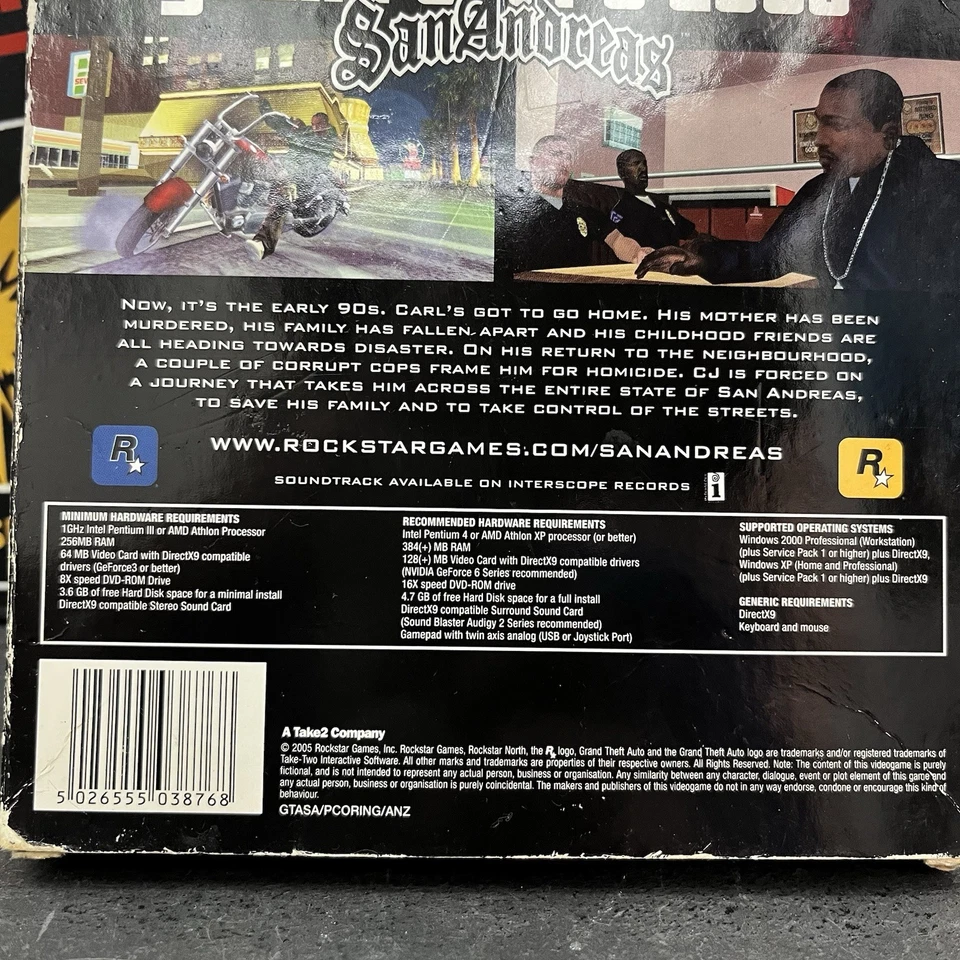 SanAndreas
NOW, IT'S THE EARLY 90S. CARL'S GOT TO GO HOME. HIS MOTHER HAS BEEN
MURDERED, HIS FAMILY HAS FALLEN APART AND HIS CHILDHOOD FRIENDS ARE
ALL HEADING TOWARDS DISASTER. ON HIS RETURN TO THE NEIGHBOURHOOD,
A COUPLE OF CORRUPT COPS FRAME HIM FOR HOMICIDE. CJ IS FORCED ON
A JOURNEY THAT TAKES HIM ACROSS THE ENTIRE STATE OF SAN ANDREAS,
TO SAVE HIS FAMILY AND TO TAKE CONTROL OF THE STREETS.
R
WWW.ROCKSTARGAMES.COM/SANANDREAS
R
SOUNDTRACK AVAILABLE ON INTERSCOPE RECORDS
i
MINIMUM HARDWARE REQUIREMENTS
1GHz Intel Pentium III or AMD Athlon Processor
256MB RAM
64 MB Video Card with DirectX9 compatible
drivers (GeForce3 or better)
8X speed DVD-ROM Drive
3.6 GB of free Hard Disk space for a minimal install
DirectX9 compatible Stereo Sound Card
RECOMMENDED HARDWARE REQUIREMENTS
Intel Pentium 4 or AMD Athlon XP processor (or better)
384(+) MB RAM
128(+) MB Video Card with DirectX9 compatible drivers
(NVIDIA GeForce 6 Series recommended)
16X speed DVD-ROM drive
4.7 GB of free Hard Disk space for a full install
DirectX9 compatible Surround Sound Card
(Sound Blaster Audigy 2 Series recommended)
Gamepad with twin axis analog (USB or Joystick Port)
SUPPORTED OPERATING SYSTEMS
Windows 2000 Professional (Workstation)
(plus Service Pack 1 or higher) plus DirectX9,
Windows XP (Home and Professional)
(plus Service Pack 1 or higher) plus DirectX9
GENERIC REQUIREMENTS
DirectX9
Keyboard and mouse
5 026555 038768
A Take2 Company
© 2005 Rockstar Games, Inc. Rockstar Games, Rockstar North, the R logo, Grand Theft Auto and the Grand Theft Auto logo are trademarks and/or registered trademarks of
Take-Two Interactive Software. All other marks and trademarks are properties of their respective owners. All Rights Reserved. Note: The content of this videogame is purely
fictional, and is not intended to represent any actual person, business or organisation. Any similarity between any character, dialogue, event or plot element of this game and
any actual person, business or organisation is purely coincidental. The makers and publishers of this videogame do not in any way endorse, condone or encourage this kind of
behaviour.
GTASA/PCORING/ANZ